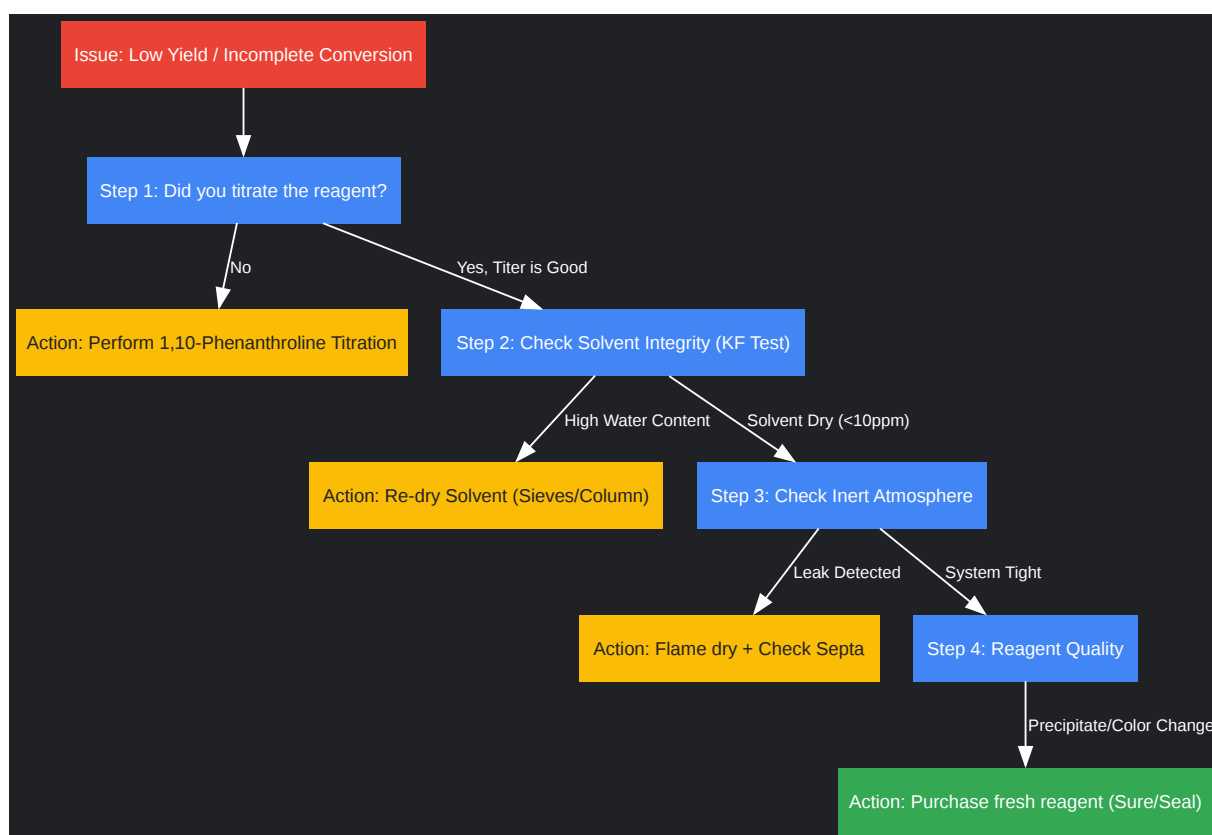 Issue: Low Yield / Incomplete Conversion
Step 1: Did you titrate the reagent?
No
Yes, Titer is Good
Action: Perform 1,10-Phenanthroline Titration
Step 2: Check Solvent Integrity (KF Test)
High Water Content
Solvent Dry (<10ppm)
Action: Re-dry Solvent (Sieves/Column)
Step 3: Check Inert Atmosphere
Leak Detected
System Tight
Action: Flame dry + Check Septa
Step 4: Reagent Quality
Precipitate/Color Change
Action: Purchase fresh reagent (Sure/Seal)